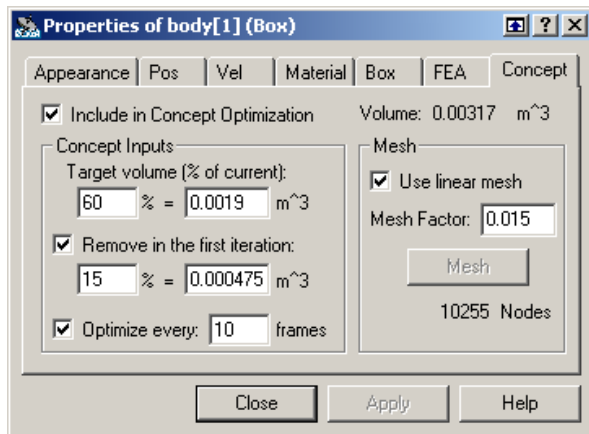 Properties of body[1] (Box)
Appearance Pos Vel Material Box FEA Concept
Include in Concept Optimization
Volume: 0.00317 m^3
Concept Inputs
Target volume (% of current):
60 % = 0.0019 m^3
Remove in the first iteration:
15 % = 0.000475 m^3
Optimize every: 10 frames
Mesh
Use linear mesh
Mesh Factor: 0.015
Mesh
10255 Nodes
Close Apply Help